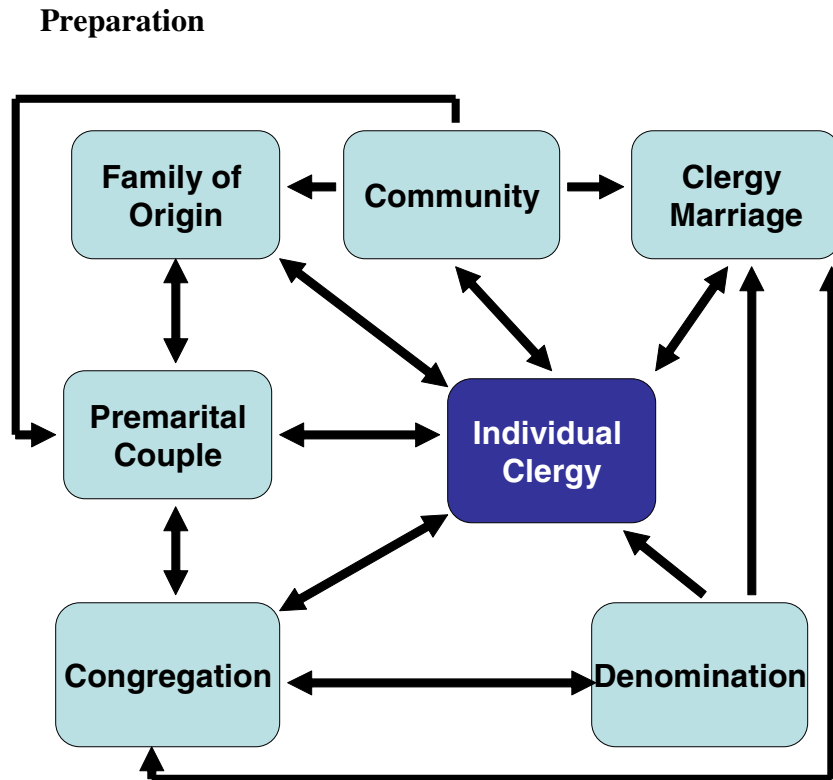 Preparation
Family of
Origin
Community
Clergy
Marriage
Premarital
Couple
Individual
Clergy
Congregation
Denomination